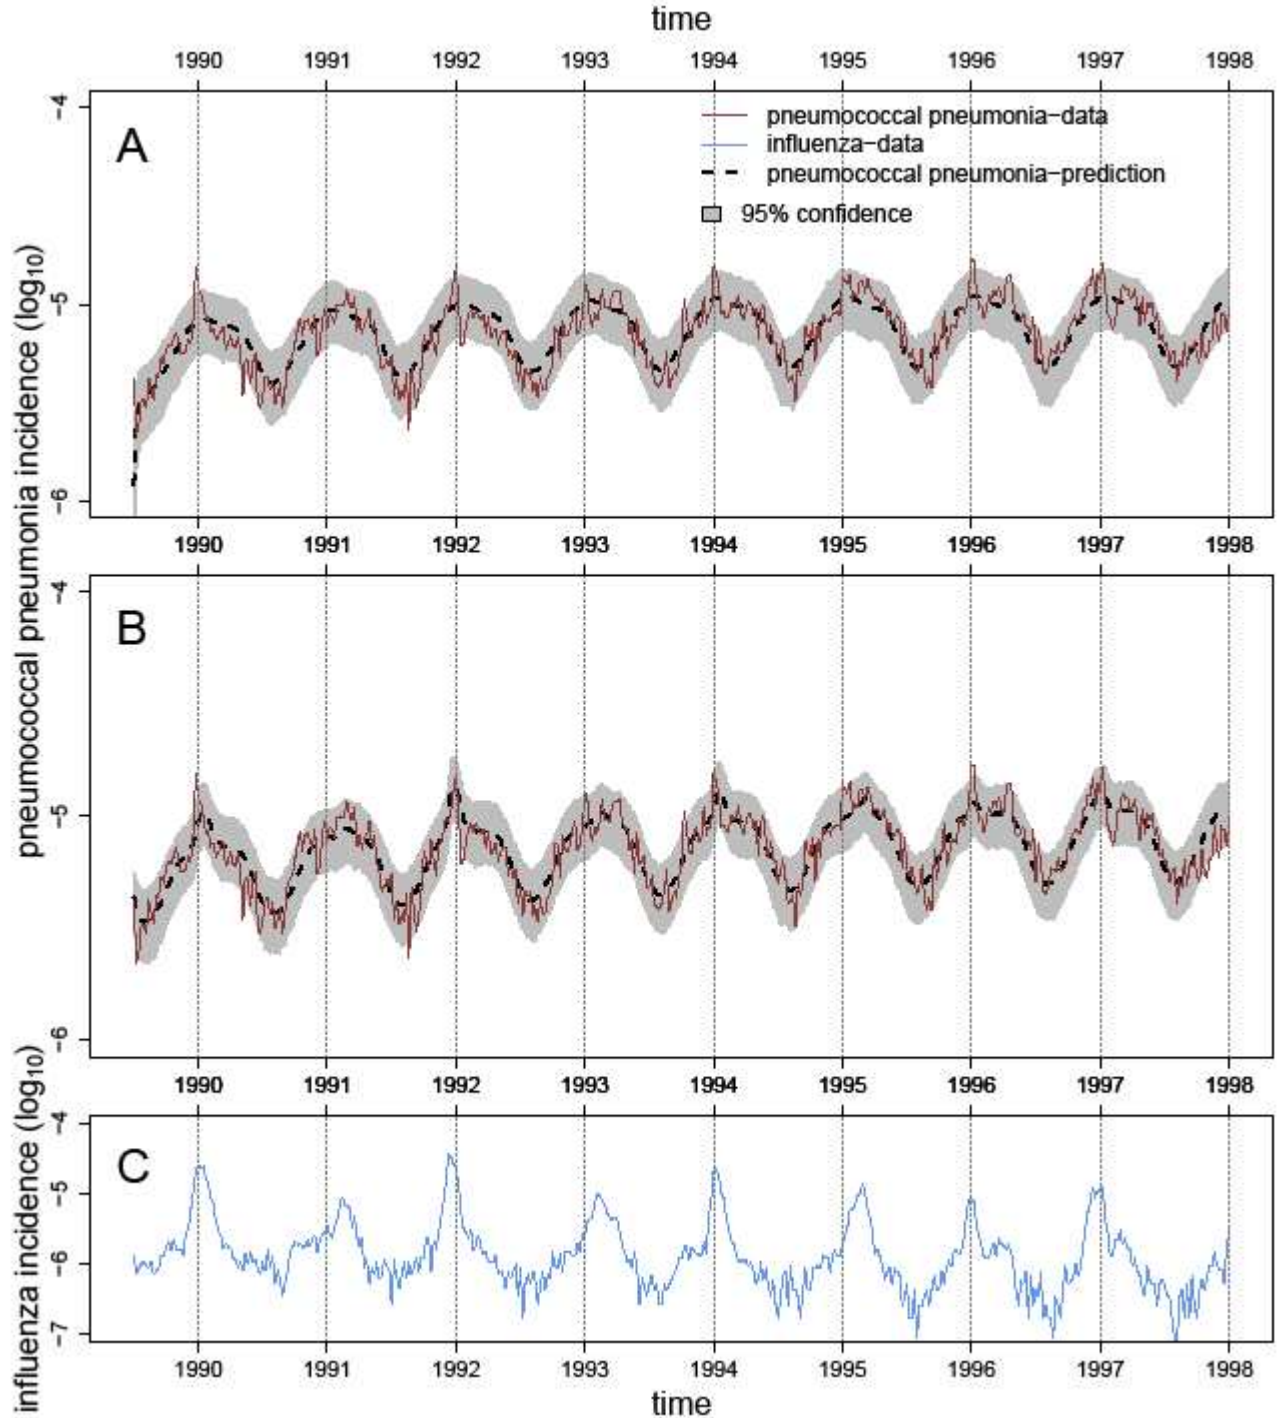 time
1990 1991 1992 1993 1994 1995 1996 1997 1998
A
pneumococcal pneumonia-data
influenza-data
pneumococcal pneumonia-prediction
95% confidence
-4
-5
-6
1990 1991 1992 1993 1994 1995 1996 1997 1998
pneumococcal pneumonia incidence (log₁₀)
B
-4
-5
-6
1990 1991 1992 1993 1994 1995 1996 1997 1998
influenza incidence (log₁₀)
C
-4
-5
-6
-7
1990 1991 1992 1993 1994 1995 1996 1997 1998
time